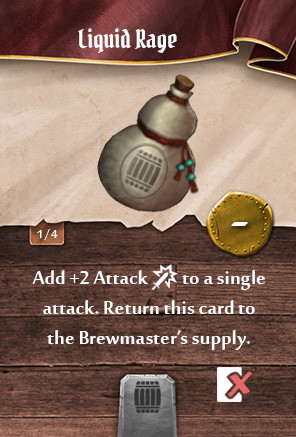 Liquid Rage
1/4
-
Add +2 Attack to a single
attack. Return this card to
the Brewmaster's supply.